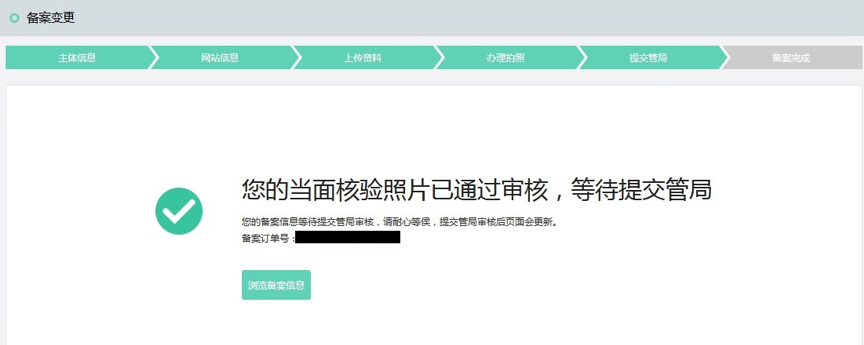 备案变更
主体信息 网站信息 上传资料 办理拍照 提交管局 备案完成
您的当面核验照片已通过审核，等待提交管局
您的备案信息等待提交管局审核，请耐心等侯，提交管局审核后页面会更新。
备案订单号：
浏览备案信息